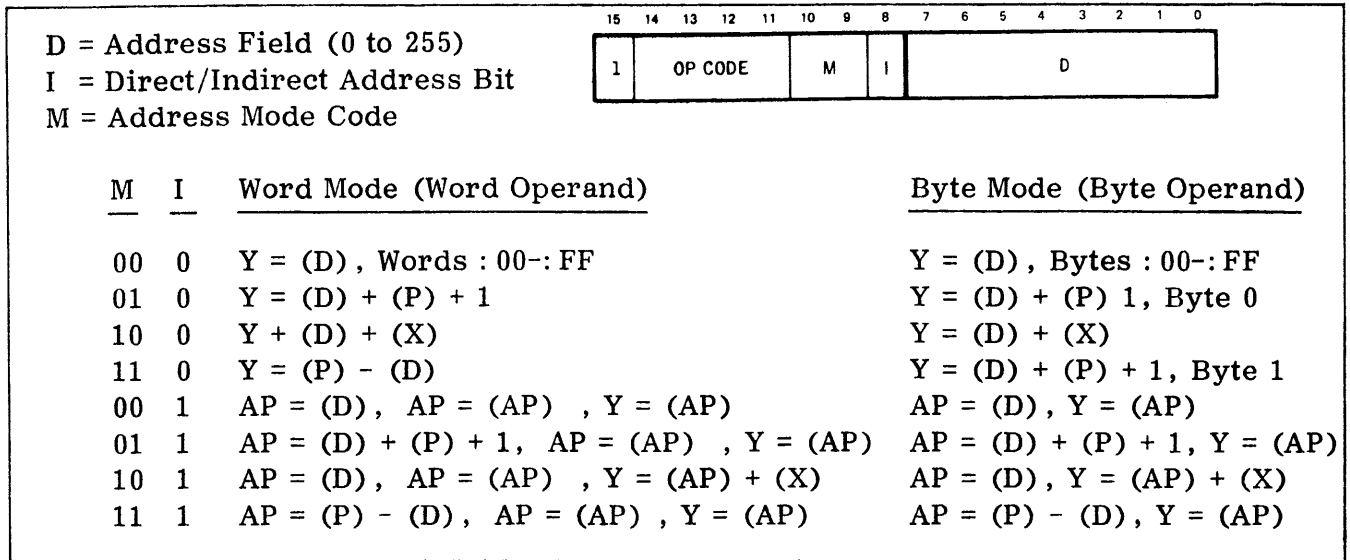 15 14 13 12 11 10 9 8 7 6 5 4 3 2 1 0
D = Address Field (0 to 255)
I = Direct/Indirect Address Bit
1 OP CODE M I D
M = Address Mode Code
M I Word Mode (Word Operand) Byte Mode (Byte Operand)
00 0 Y = (D) , Words : 00-: FF Y = (D) , Bytes : 00-: FF
01 0 Y = (D) + (P) + 1 Y = (D) + (P) 1, Byte 0
10 0 Y + (D) + (X) Y = (D) + (X)
11 0 Y = (P) - (D) Y = (D) + (P) + 1, Byte 1
00 1 AP = (D), AP = (AP) , Y = (AP) AP = (D) , Y = (AP)
01 1 AP = (D) + (P) + 1, AP = (AP) , Y = (AP) AP = (D) + (P) + 1, Y = (AP)
10 1 AP = (D) , AP = (AP) , Y = (AP) + (X) AP = (D) , Y = (AP) + (X)
11 1 AP = (P) - (D), AP = (AP) , Y = (AP) AP = (P) - (D) , Y = (AP)